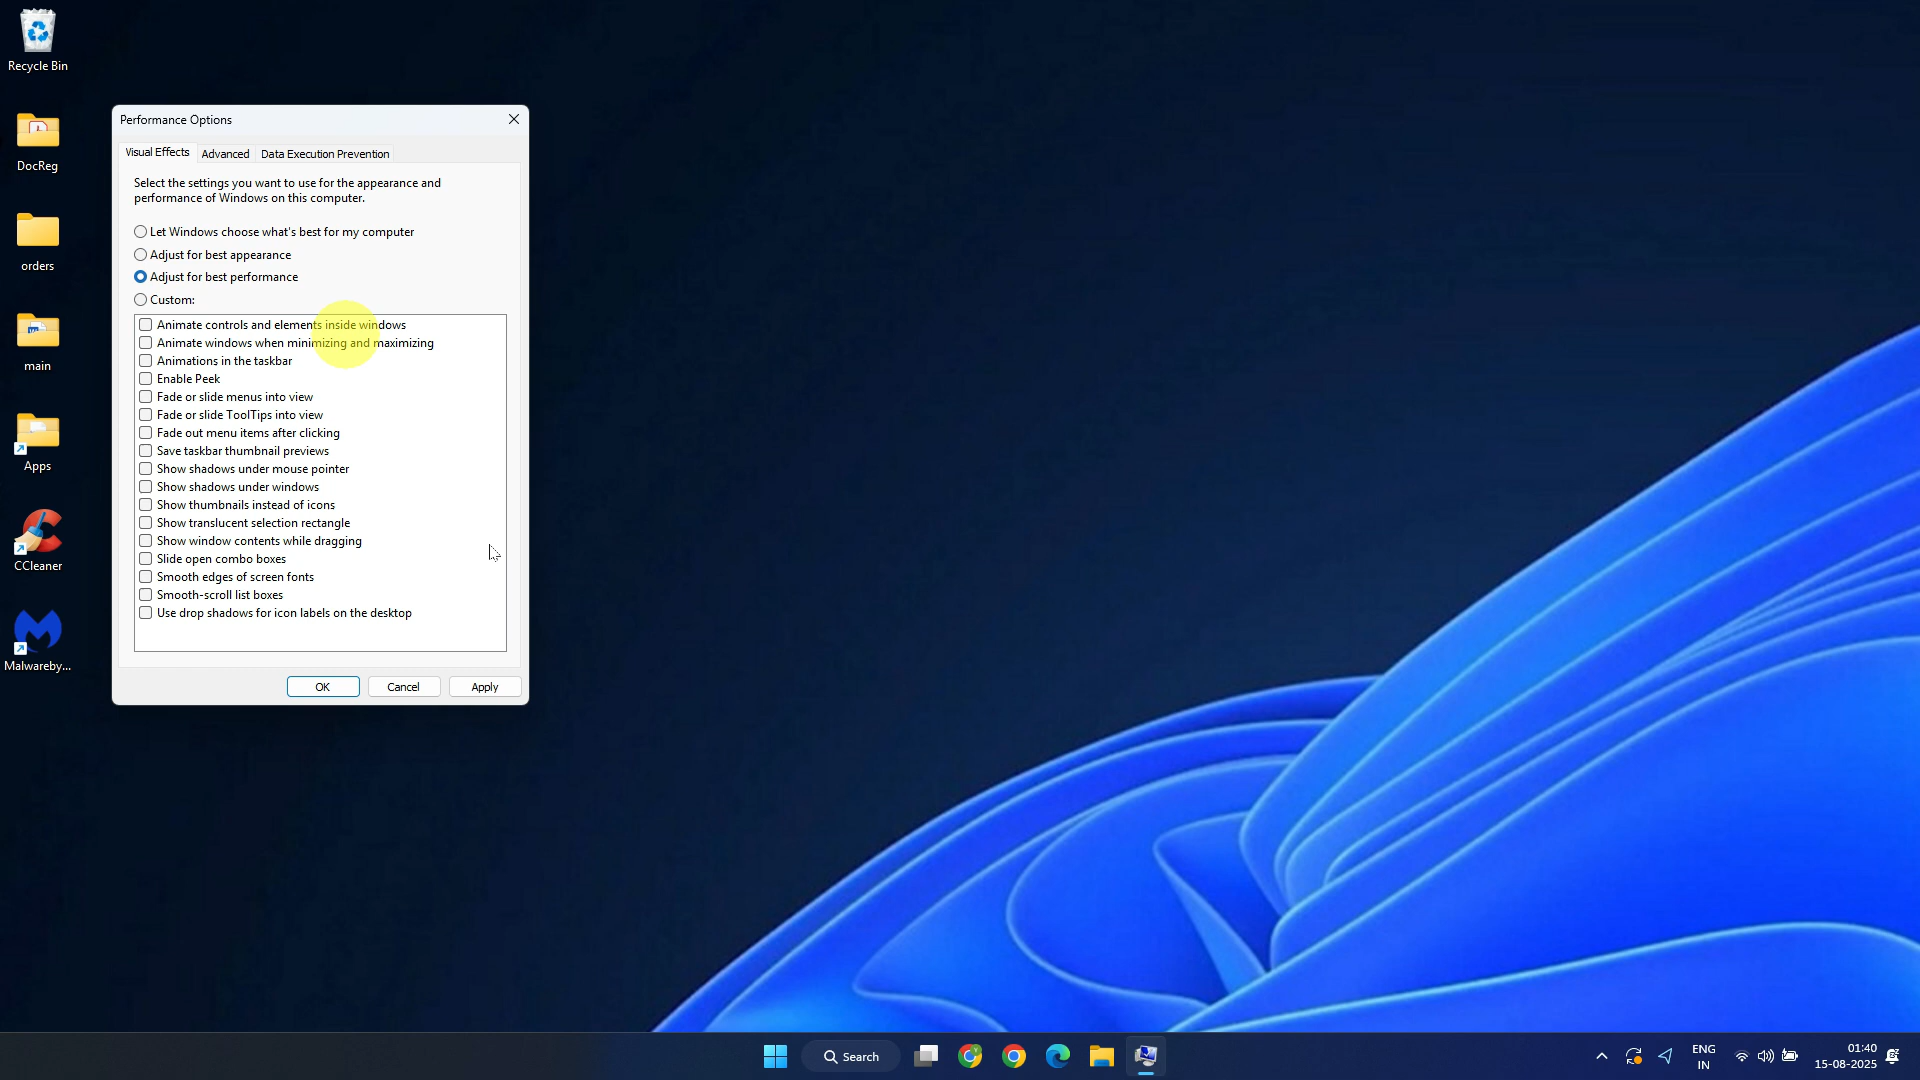 Recycle Bin
DocReg
orders
main
Apps
CCleaner
Malwareby...
Performance Options
Visual Effects
Advanced
Data Execution Prevention
Select the settings you want to use for the appearance and
performance of Windows on this computer.
Let Windows choose what's best for my computer
Adjust for best appearance
Adjust for best performance
Custom:
Animate controls and elements inside windows
Animate windows when minimizing and maximizing
Animations in the taskbar
Enable Peek
Fade or slide menus into view
Fade or slide ToolTips into view
Fade out menu items after clicking
Save taskbar thumbnail previews
Show shadows under mouse pointer
Show shadows under windows
Show thumbnails instead of icons
Show translucent selection rectangle
Show window contents while dragging
Slide open combo boxes
Smooth edges of screen fonts
Smooth-scroll list boxes
Use drop shadows for icon labels on the desktop
OK
Cancel
Apply
Search
ENG
IN
01:40
15-08-2025